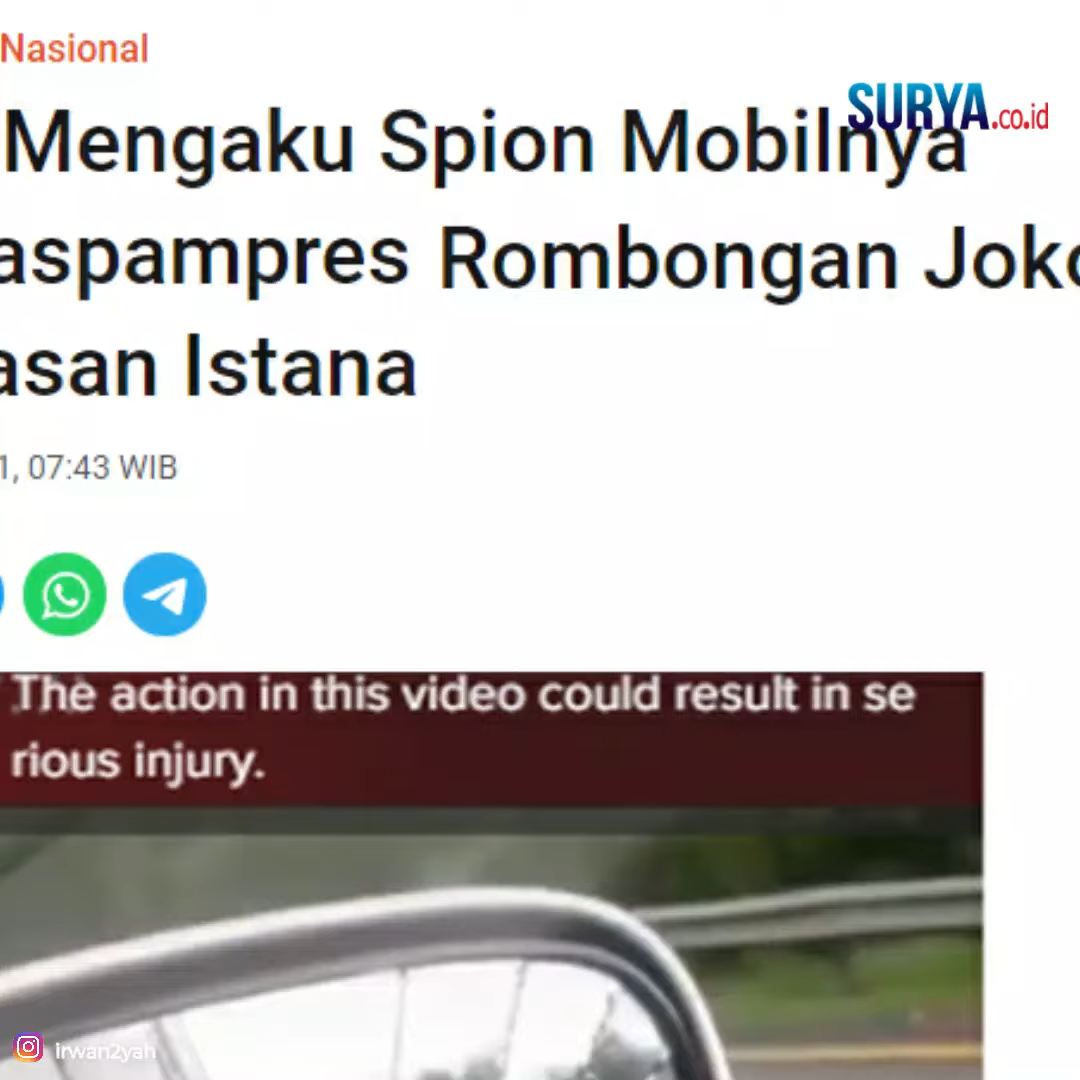 Nasional
SURYA.co.id
Mengaku Spion Mobilnya
aspampres Rombongan Joko
asan Istana
1, 07:43 WIB
The action in this video could result in se
rious injury.
irwan2yah